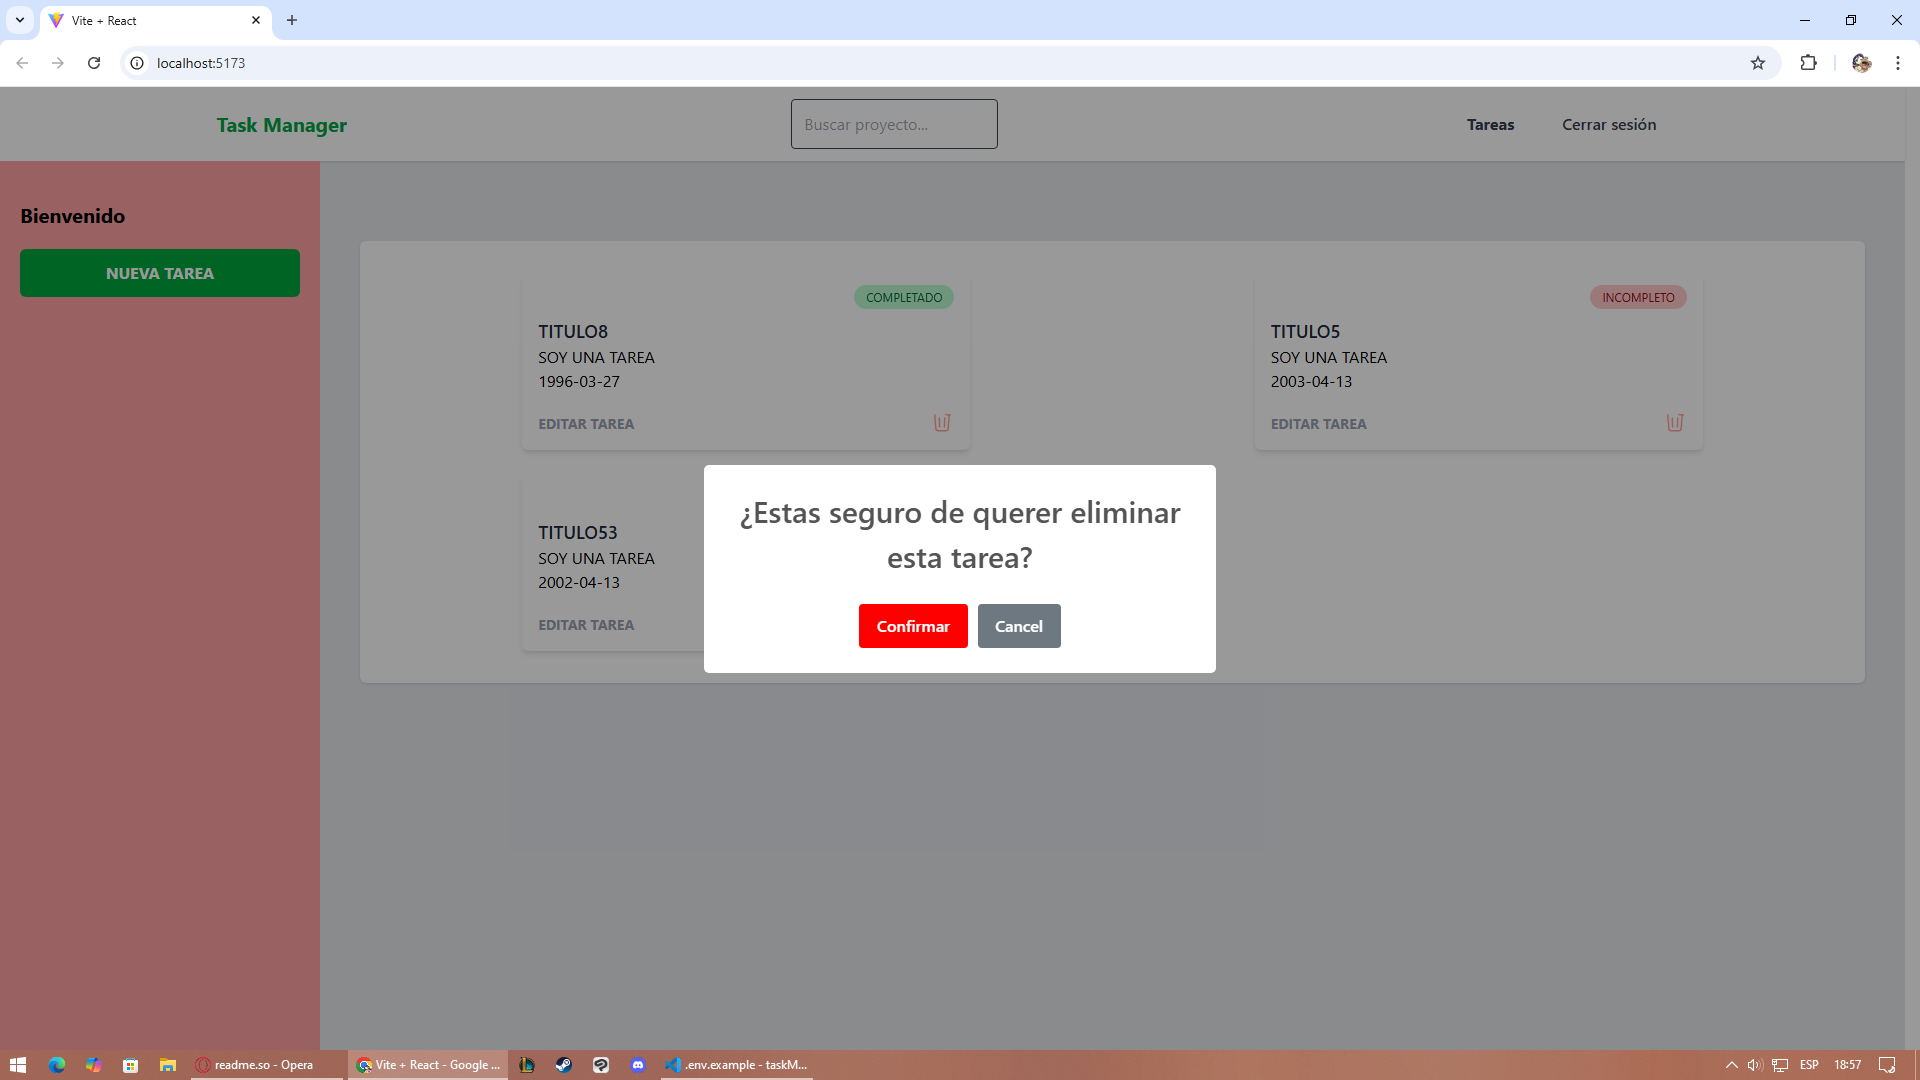 Vite + React
localhost:5173
Task Manager
Buscar proyecto...
Tareas
Cerrar sesión
Bienvenido
NUEVA TAREA
COMPLETADO
TITULO8
SOY UNA TAREA
1996-03-27
EDITAR TAREA
INCOMPLETO
TITULO5
SOY UNA TAREA
2003-04-13
EDITAR TAREA
TITULO53
SOY UNA TAREA
2002-04-13
EDITAR TAREA
¿Estas seguro de querer eliminar
esta tarea?
Confirmar
Cancel
readme.so - Opera
Vite + React - Google ...
.env.example - taskM...
ESP
18:57